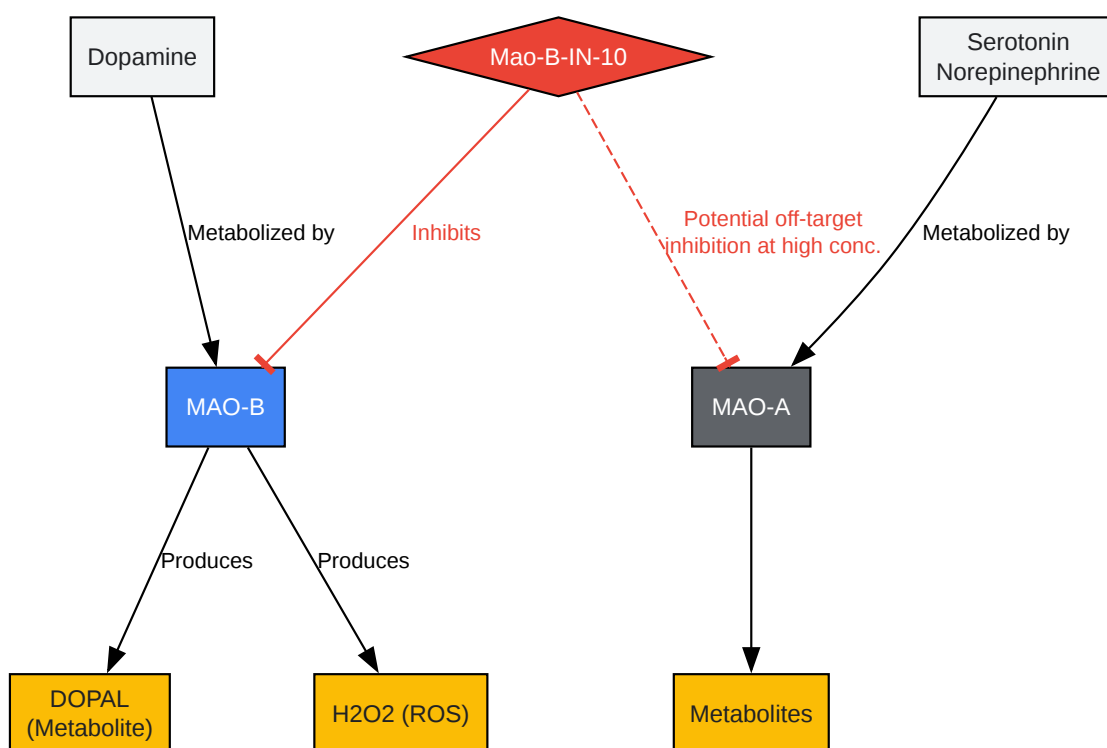 Dopamine
Mao-B-IN-10
Serotonin
Norepinephrine
Metabolized by
Inhibits
Potential off-target
inhibition at high conc.
Metabolized by
MAO-B
MAO-A
Produces
Produces
DOPAL
(Metabolite)
H2O2 (ROS)
Metabolites